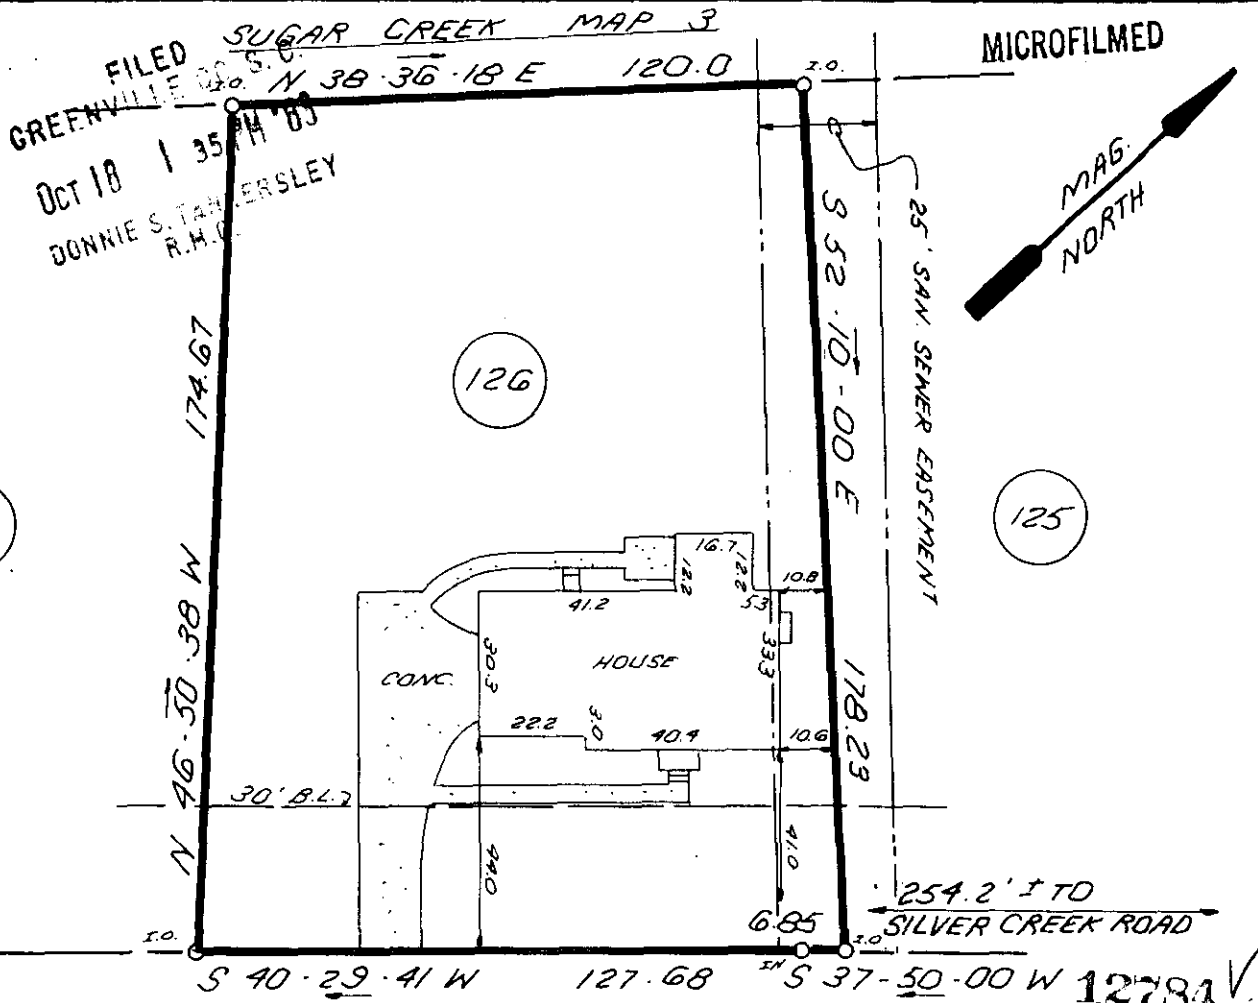 SUGAR CREEK MAP 3
MICROFILMED
FILED
GREENVILLE CO. S. C.
OCT 18 1 35 PM '83
DONNIE S. TANKERSLEY
R.M.C.
I.O.
N 38-36-18 E 120.0
I.O.
MAG.
NORTH
S 52-10-00 E
178.29
25' SAN. SEWER EASEMENT
174.67
N 46-50-38 W
126
125
16.7
12.2
12.2
10.8
41.2
5.3
33.3
30.3
HOUSE
CONC.
22.2
3.0
40.4
10.6
30' B.L.
44.0
41.0
254.2' ± TO
SILVER CREEK ROAD
6.85
I.O.
I.O.
S 40-29-41 W 127.68
IN
S 37-50-00 W
12784